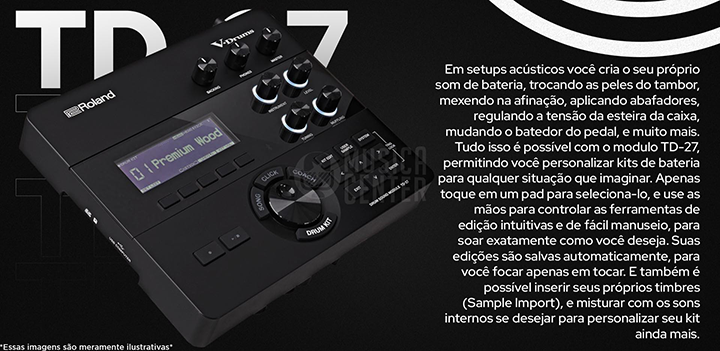 TD-27
V-Drums
Roland
01 Premium Wood
SONG
CLICK
COACH
DRUM KIT
MUSICAL CENTER
Em setups acústicos você cria o seu próprio
som de bateria, trocando as peles do tambor,
mexendo na afinação, aplicando abafadores,
regulando a tensão da esteira da caixa,
mudando o batedor do pedal, e muito mais.
Tudo isso é possível com o modulo TD-27,
permitindo você personalizar kits de bateria
para qualquer situação que imaginar. Apenas
toque em um pad para seleciona-lo, e use as
mãos para controlar as ferramentas de
edição intuitivas e de fácil manuseio, para
soar exatamente como você deseja. Suas
edições são salvas automaticamente, para
você focar apenas em tocar. E também é
possível inserir seus próprios timbres
(Sample Import), e misturar com os sons
internos se desejar para personalizar seu kit
ainda mais.
*Essas imagens são meramente ilustrativas*